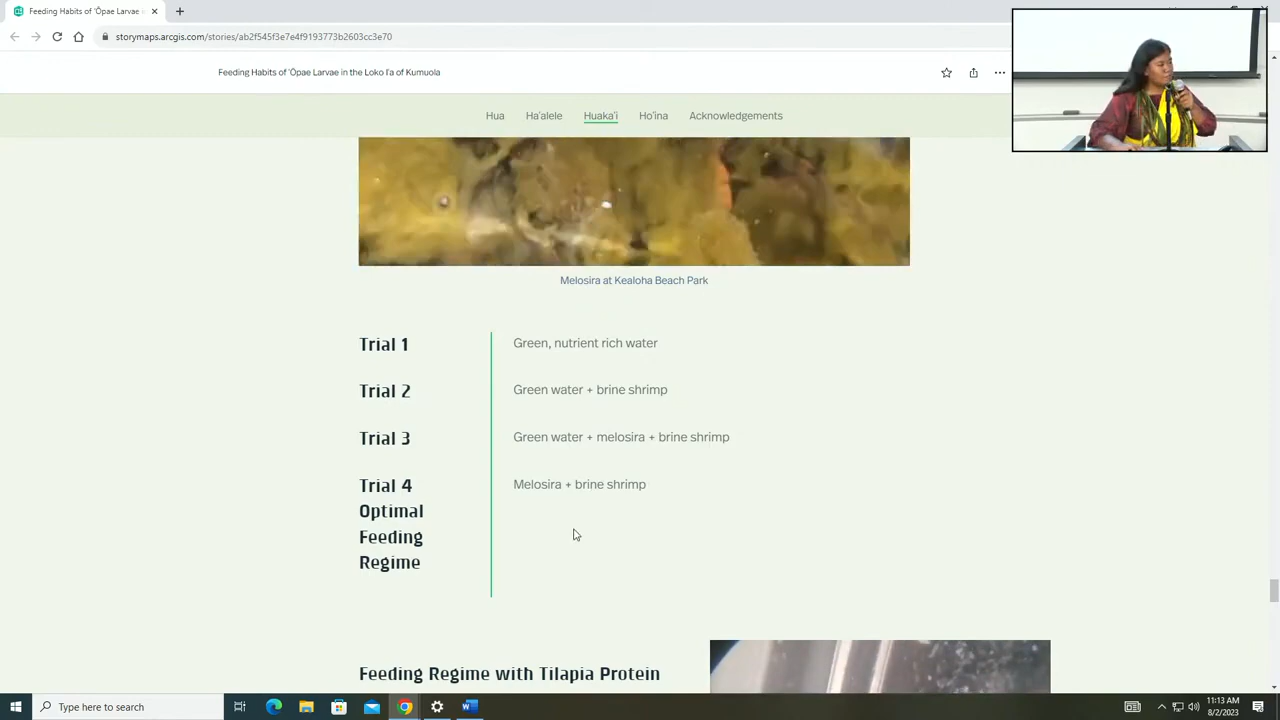 Feeding Habits of 'Ōpae Larvae i
storymaps.arcgis.com/stories/ab2f545f3e7e4f9193773b2603cc3e70
Feeding Habits of 'Ōpae Larvae in the Loko Iʻa of Kumuola
Hua Ha'alele Huaka'i Ho'ina Acknowledgements
Melosira at Kealoha Beach Park
Trial 1 Green, nutrient rich water
Trial 2 Green water + brine shrimp
Trial 3 Green water + melosira + brine shrimp
Trial 4 Melosira + brine shrimp
Optimal
Feeding
Regime
Feeding Regime with Tilapia Protein
Type here to search
11:13 AM
8/2/2023